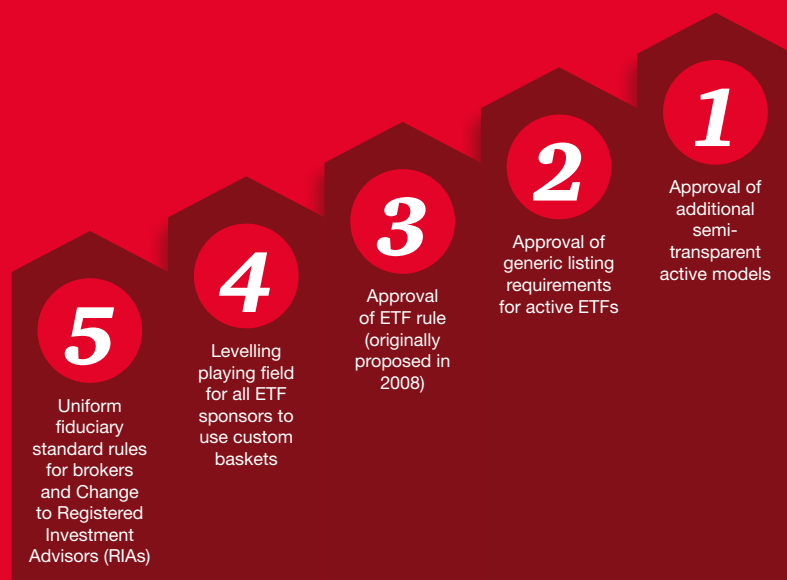 1
Approval of
additional
semi-
transparent
active models
2
Approval of
generic listing
requirements
for active ETFs
3
Approval
of ETF rule
(originally
proposed in
2008)
4
Levelling
playing field
for all ETF
sponsors to
use custom
baskets
5
Uniform
fiduciary
standard rules
for brokers
and Change
to Registered
Investment
Advisors (RIAs)